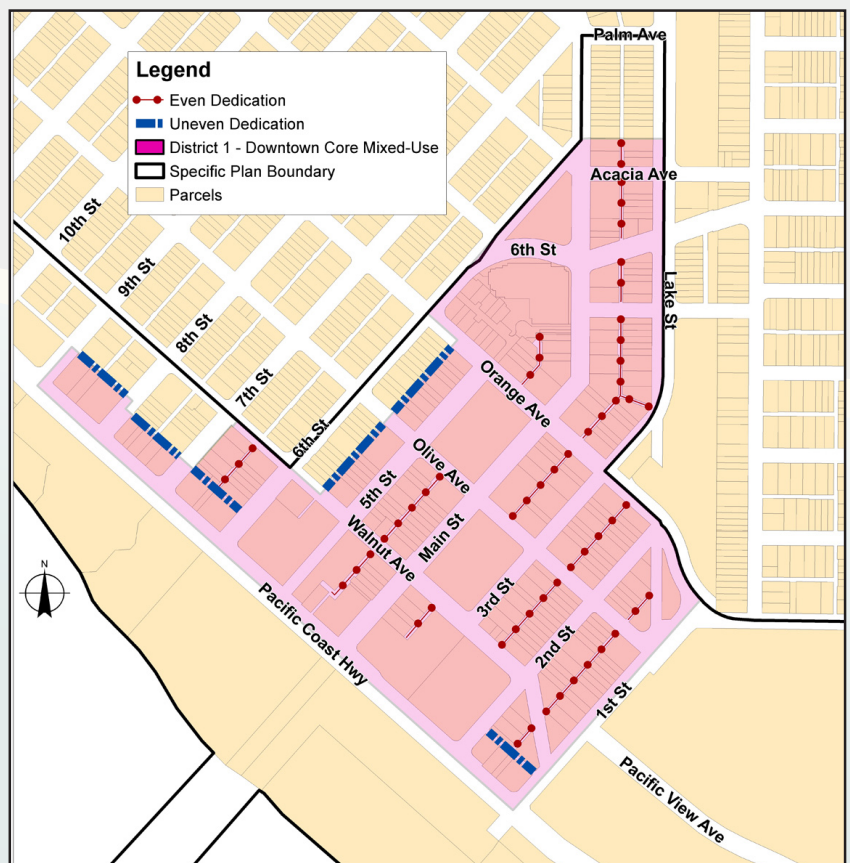 Palm Ave
Legend
Even Dedication
Uneven Dedication
District 1 - Downtown Core Mixed-Use
Specific Plan Boundary
Parcels
Acacia Ave
10th St
6th St
9th St
Lake St
8th St
7th St
Orange Ave
6th St
Olive Ave
5th St
Walnut Ave
Main St
N
3rd St
Pacific Coast Hwy
2nd St
1st St
Pacific View Ave